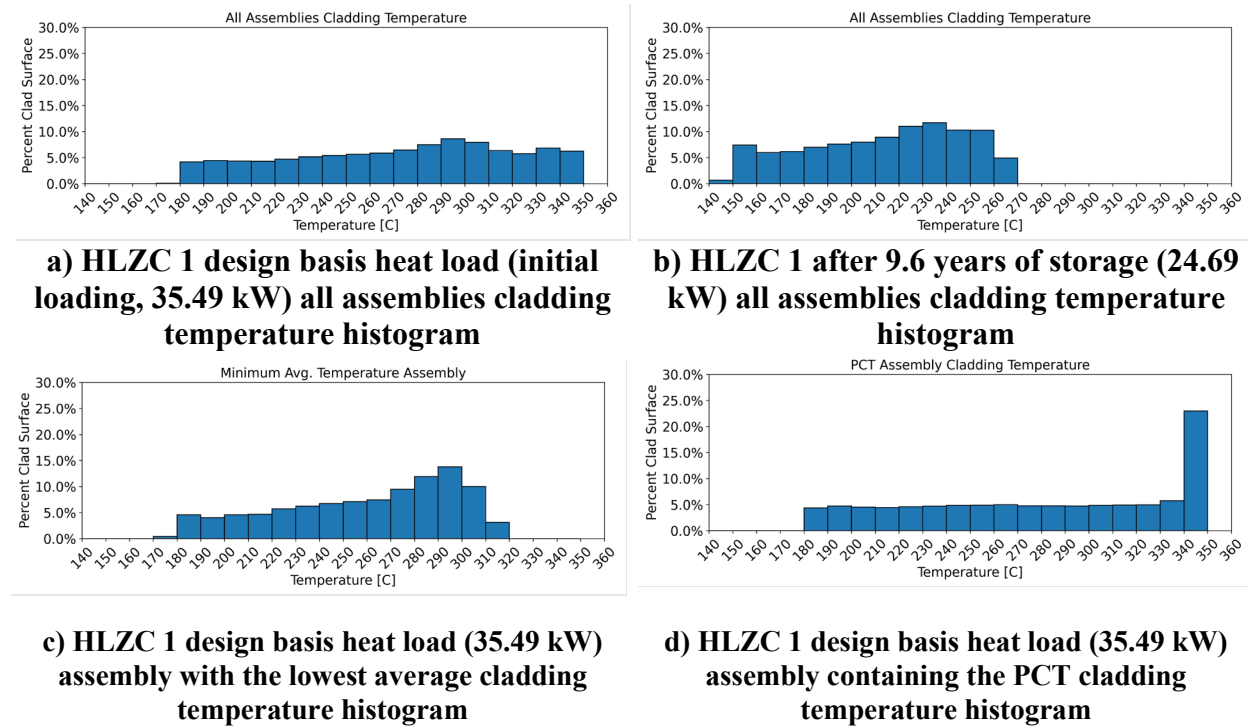 All Assemblies Cladding Temperature
30.0%
25.0%
20.0%
15.0%
10.0%
5.0%
0.0%
Percent Clad Surface
140 150 160 170 180 190 200 210 220 230 240 250 260 270 280 290 300 310 320 330 340 350 360
Temperature [C]
a) HLZC 1 design basis heat load (initial
loading, 35.49 kW) all assemblies cladding
temperature histogram
All Assemblies Cladding Temperature
30.0%
25.0%
20.0%
15.0%
10.0%
5.0%
0.0%
Percent Clad Surface
140 150 160 170 180 190 200 210 220 230 240 250 260 270 280 290 300 310 320 330 340 350 360
Temperature [C]
b) HLZC 1 after 9.6 years of storage (24.69
kW) all assemblies cladding temperature
histogram
Minimum Avg. Temperature Assembly
30.0%
25.0%
20.0%
15.0%
10.0%
5.0%
0.0%
Percent Clad Surface
140 150 160 170 180 190 200 210 220 230 240 250 260 270 280 290 300 310 320 330 340 350 360
Temperature [C]
c) HLZC 1 design basis heat load (35.49 kW)
assembly with the lowest average cladding
temperature histogram
PCT Assembly Cladding Temperature
30.0%
25.0%
20.0%
15.0%
10.0%
5.0%
0.0%
Percent Clad Surface
140 150 160 170 180 190 200 210 220 230 240 250 260 270 280 290 300 310 320 330 340 350 360
Temperature [C]
d) HLZC 1 design basis heat load (35.49 kW)
assembly containing the PCT cladding
temperature histogram